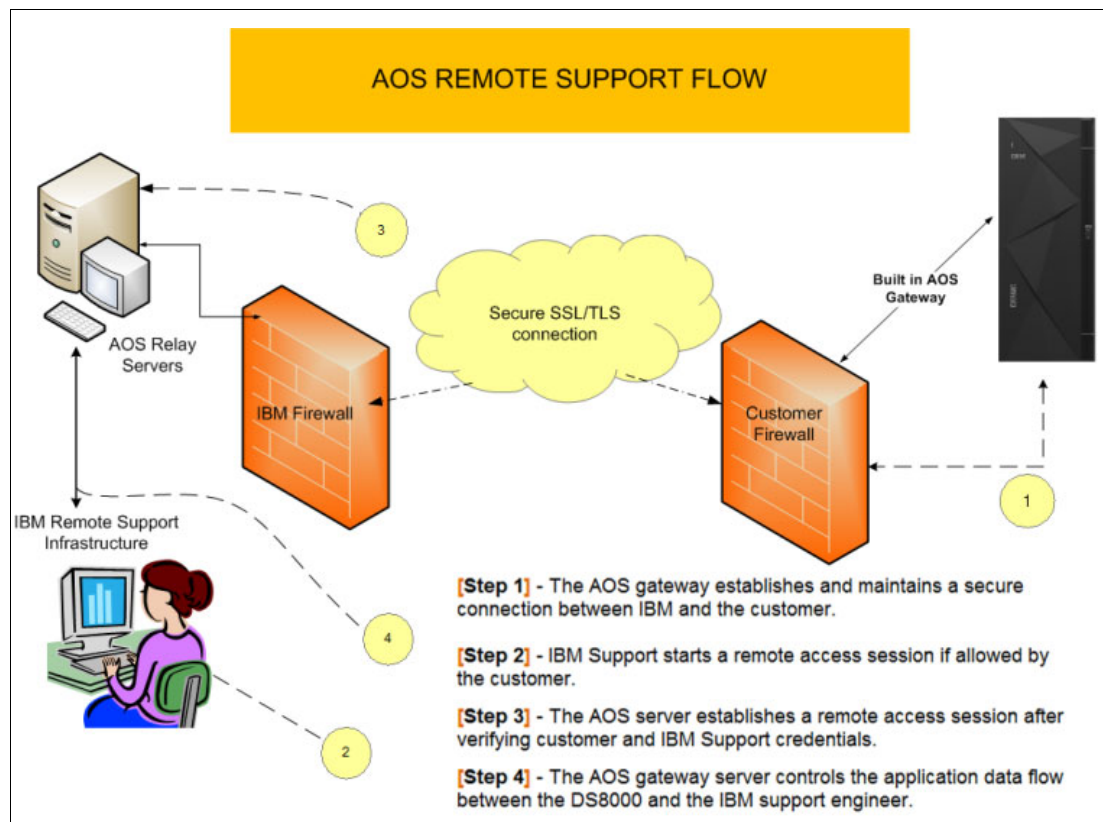 AOS REMOTE SUPPORT FLOW
3
Secure SSL/TLS
connection
Built in AOS
Gateway
IBM
AOS Relay
Servers
IBM Firewall
Customer
Firewall
1
IBM Remote Support
Infrastructure
4
2
[Step 1] - The AOS gateway establishes and maintains a secure
connection between IBM and the customer.
[Step 2] - IBM Support starts a remote access session if allowed by
the customer.
[Step 3] - The AOS server establishes a remote access session after
verifying customer and IBM Support credentials.
[Step 4] - The AOS gateway server controls the application data flow
between the DS8000 and the IBM support engineer.